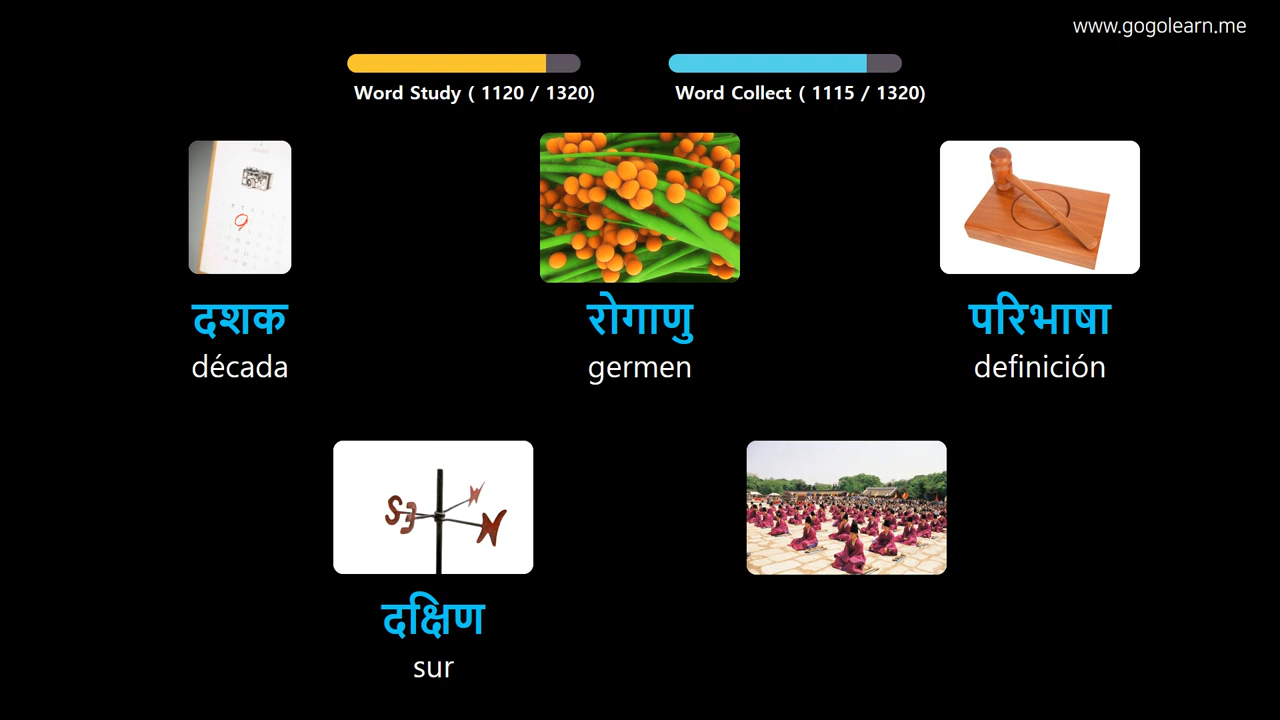 www.gogolearn.me
Word Study ( 1120 / 1320)
Word Collect ( 1115 / 1320)
दशक
década
रोगाणु
germen
परिभाषा
definición
दक्षिण
sur